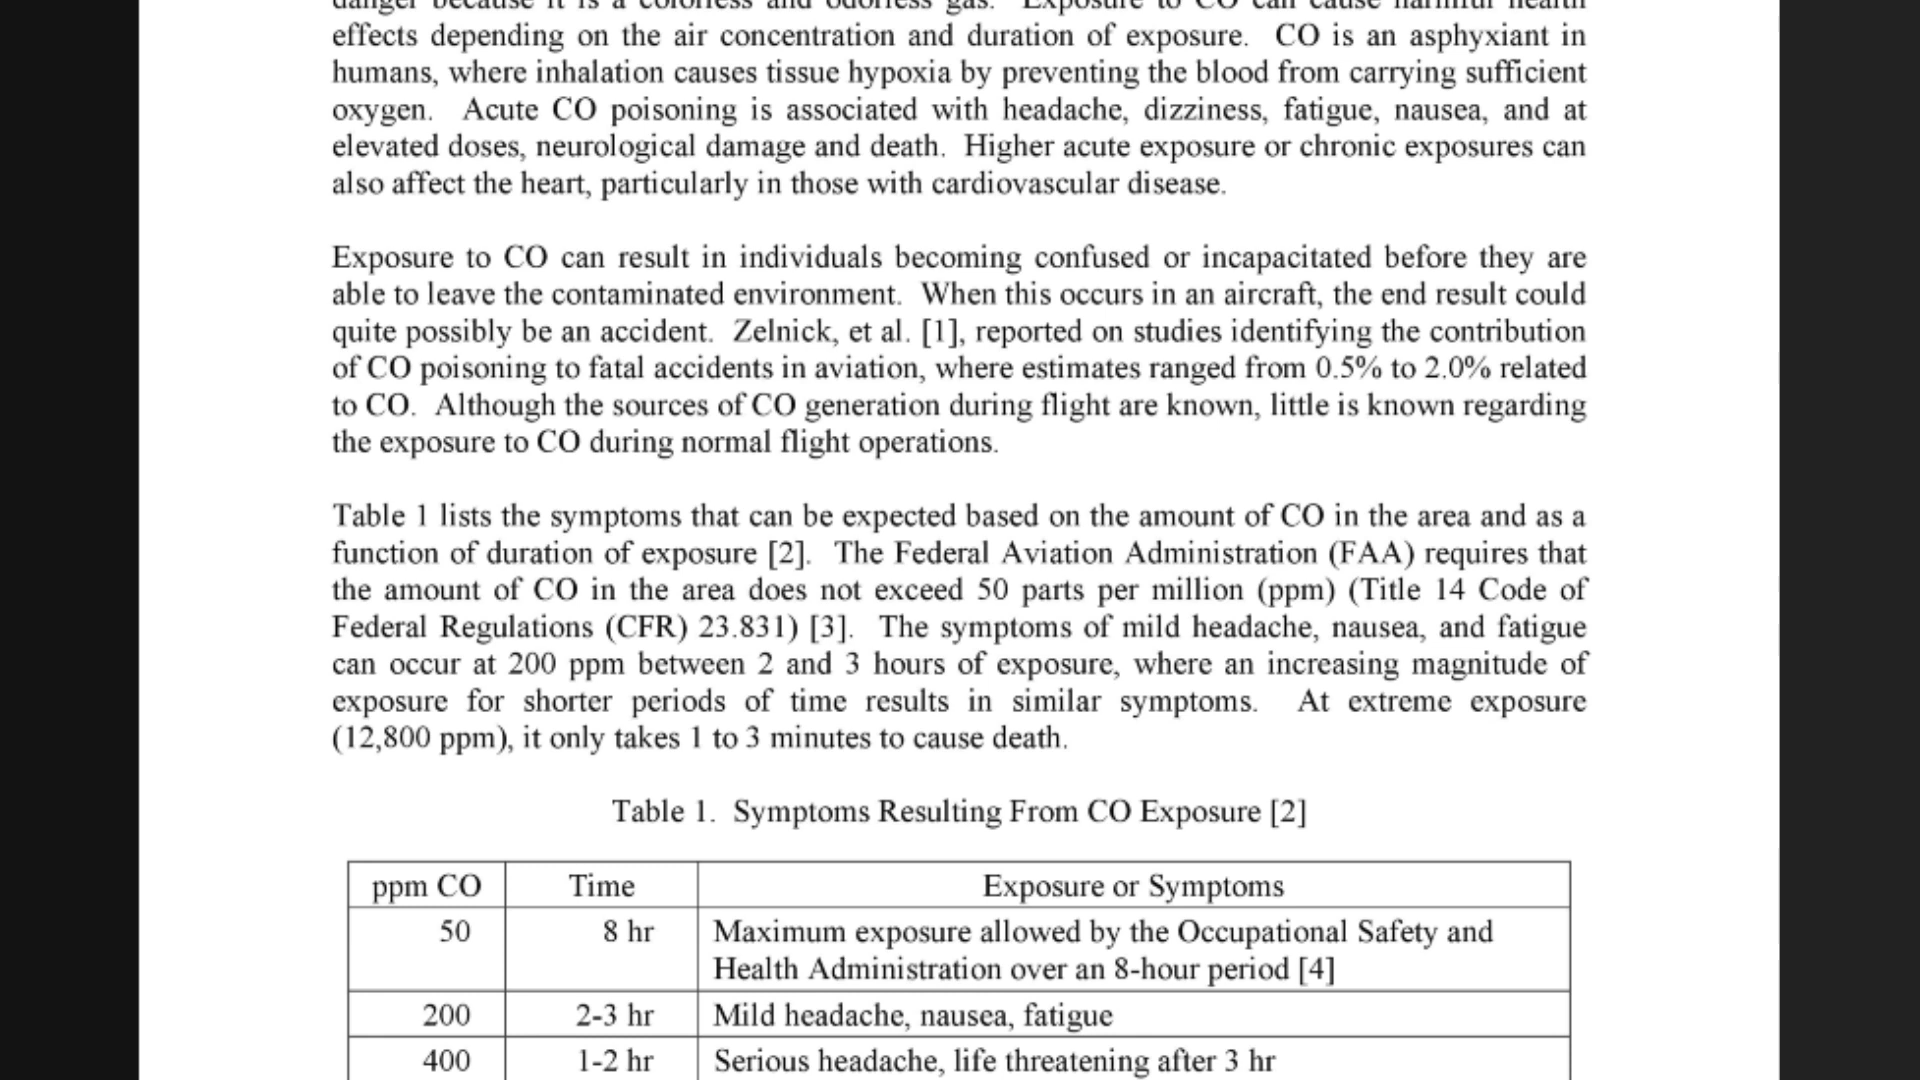 danger because it is a colorless and odorless gas. Exposure to CO can cause harmful health
effects depending on the air concentration and duration of exposure. CO is an asphyxiant in
humans, where inhalation causes tissue hypoxia by preventing the blood from carrying sufficient
oxygen. Acute CO poisoning is associated with headache, dizziness, fatigue, nausea, and at
elevated doses, neurological damage and death. Higher acute exposure or chronic exposures can
also affect the heart, particularly in those with cardiovascular disease.
Exposure to CO can result in individuals becoming confused or incapacitated before they are
able to leave the contaminated environment. When this occurs in an aircraft, the end result could
quite possibly be an accident. Zelnick, et al. [1], reported on studies identifying the contribution
of CO poisoning to fatal accidents in aviation, where estimates ranged from 0.5% to 2.0% related
to CO. Although the sources of CO generation during flight are known, little is known regarding
the exposure to CO during normal flight operations.
Table 1 lists the symptoms that can be expected based on the amount of CO in the area and as a
function of duration of exposure [2]. The Federal Aviation Administration (FAA) requires that
the amount of CO in the area does not exceed 50 parts per million (ppm) (Title 14 Code of
Federal Regulations (CFR) 23.831) [3]. The symptoms of mild headache, nausea, and fatigue
can occur at 200 ppm between 2 and 3 hours of exposure, where an increasing magnitude of
exposure for shorter periods of time results in similar symptoms. At extreme exposure
(12,800 ppm), it only takes 1 to 3 minutes to cause death.
Table 1. Symptoms Resulting From CO Exposure [2]
ppm CO Time Exposure or Symptoms
50 8 hr Maximum exposure allowed by the Occupational Safety and
Health Administration over an 8-hour period [4]
200 2-3 hr Mild headache, nausea, fatigue
400 1-2 hr Serious headache, life threatening after 3 hr